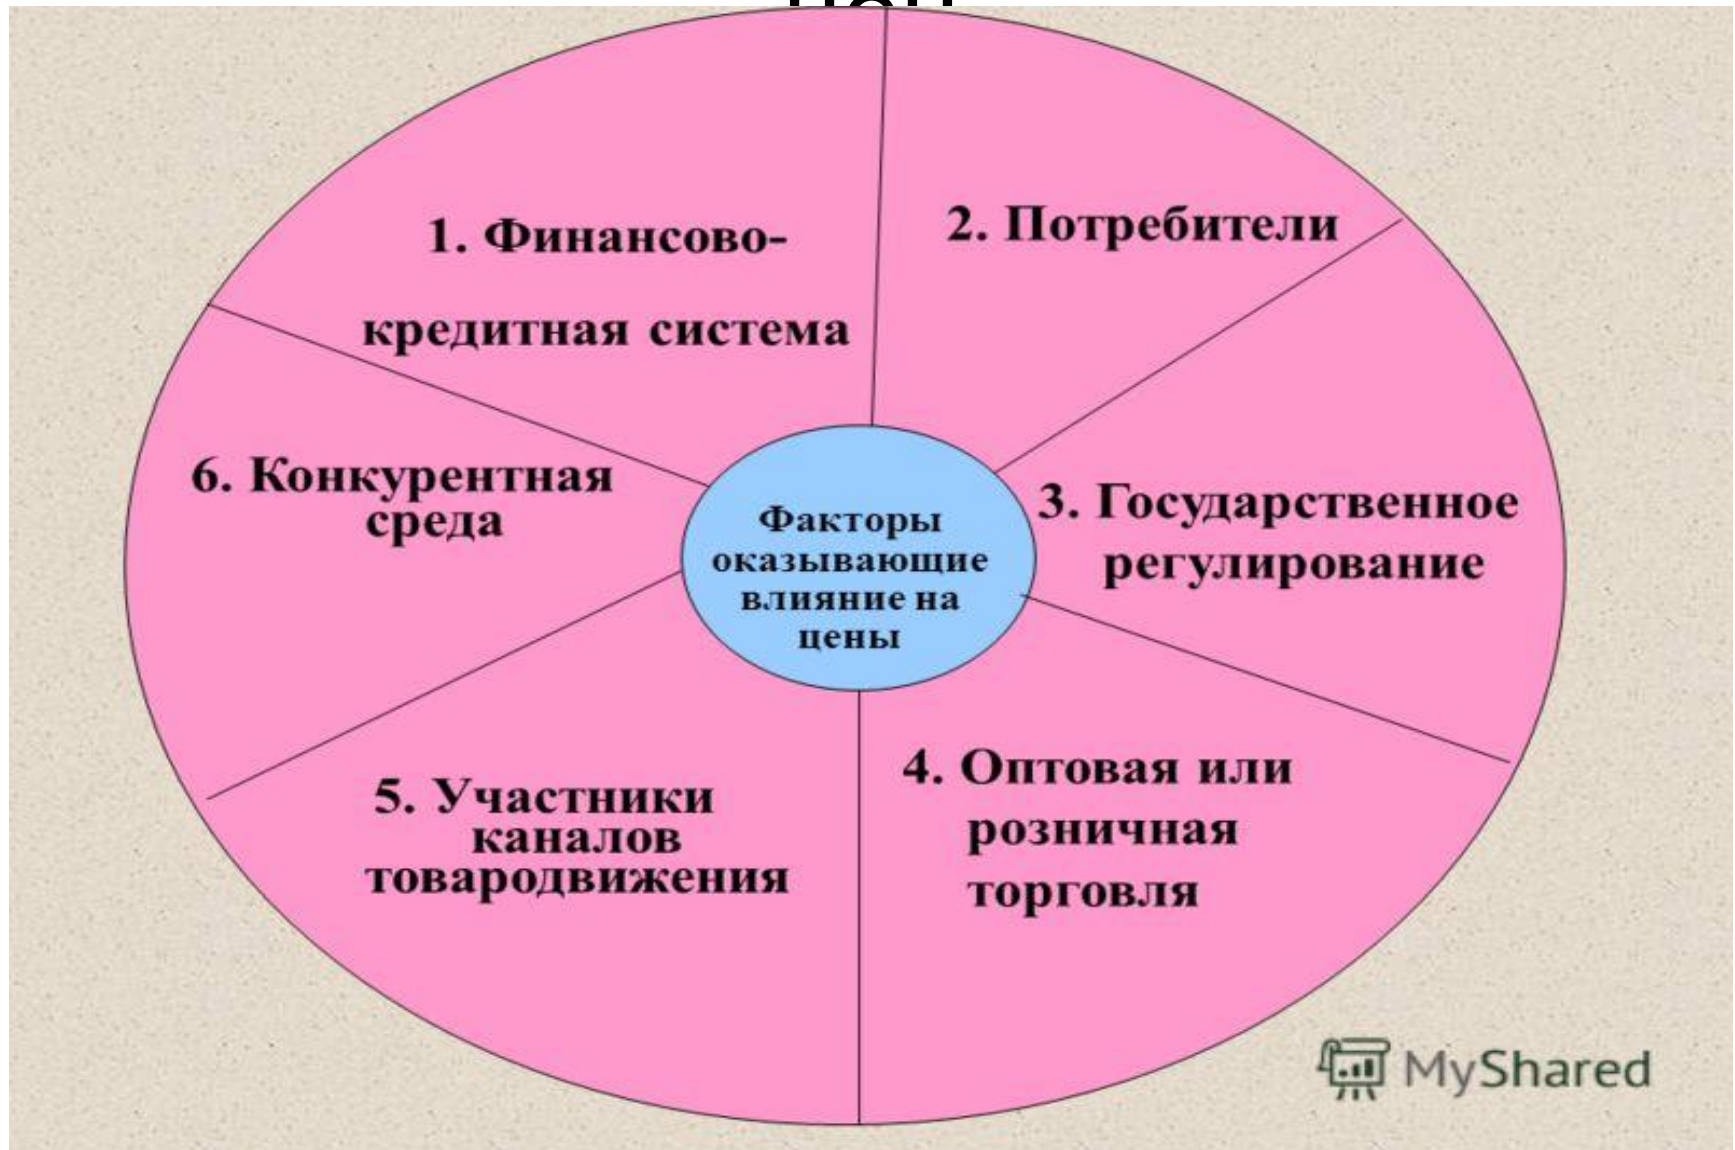 1. Финансово-
кредитная система
2. Потребители
3. Государственное
регулирование
4. Оптовая или
розничная
торговля
5. Участники
каналов
товародвижения
6. Конкурентная
среда
Факторы
оказывающие
влияние на
цены
MyShared